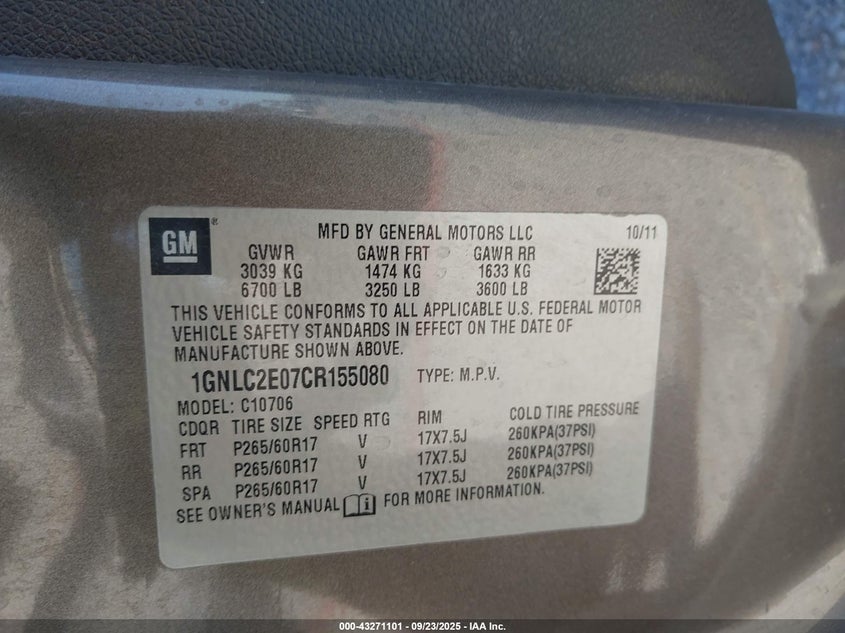 GM ® MFD BY GENERAL MOTORS LLC 10/11
GVWR GAWR FRT GAWR RR
3039 KG 1474 KG 1633 KG
6700 LB 3250 LB 3600 LB
THIS VEHICLE CONFORMS TO ALL APPLICABLE U.S. FEDERAL MOTOR
VEHICLE SAFETY STANDARDS IN EFFECT ON THE DATE OF
MANUFACTURE SHOWN ABOVE.
1GNLC2E07CR155080 TYPE: M.P.V.
MODEL: C10706
CDQR TIRE SIZE SPEED RTG RIM COLD TIRE PRESSURE
FRT P265/60R17 V 17X7.5J 260KPA(37PSI)
RR P265/60R17 V 17X7.5J 260KPA(37PSI)
SPA P265/60R17 V 17X7.5J 260KPA(37PSI)
SEE OWNER'S MANUAL i FOR MORE INFORMATION.
000-43271101 - 09/23/2025 - IAA Inc.